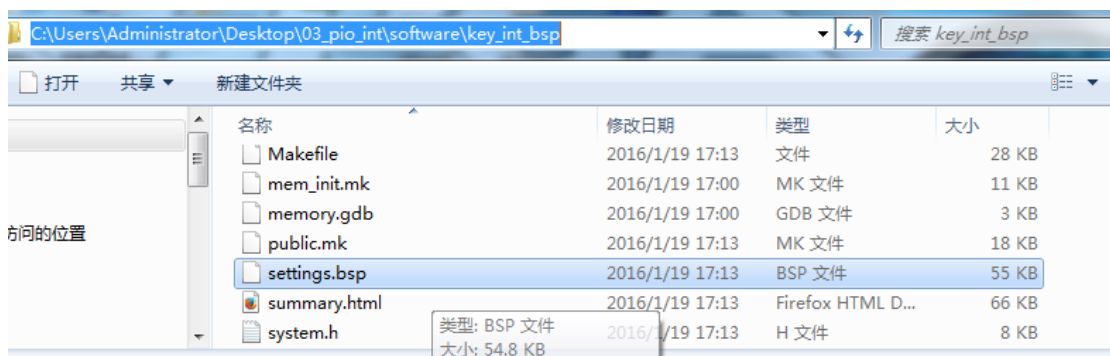 C:\Users\Administrator\Desktop\03_pio_int\software\key_int_bsp 搜索 key_int_bsp
打开 共享 新建文件夹
名称 修改日期 类型 大小
Makefile 2016/1/19 17:13 文件 28 KB
mem_init.mk 2016/1/19 17:00 MK 文件 11 KB
memory.gdb 2016/1/19 17:00 GDB 文件 3 KB
访问的位置 public.mk 2016/1/19 17:13 MK 文件 18 KB
settings.bsp 2016/1/19 17:13 BSP 文件 55 KB
summary.html 2016/1/19 17:13 Firefox HTML D... 66 KB
system.h 2016/1/19 17:13 H 文件 8 KB
类型: BSP 文件
大小: 54.8 KB